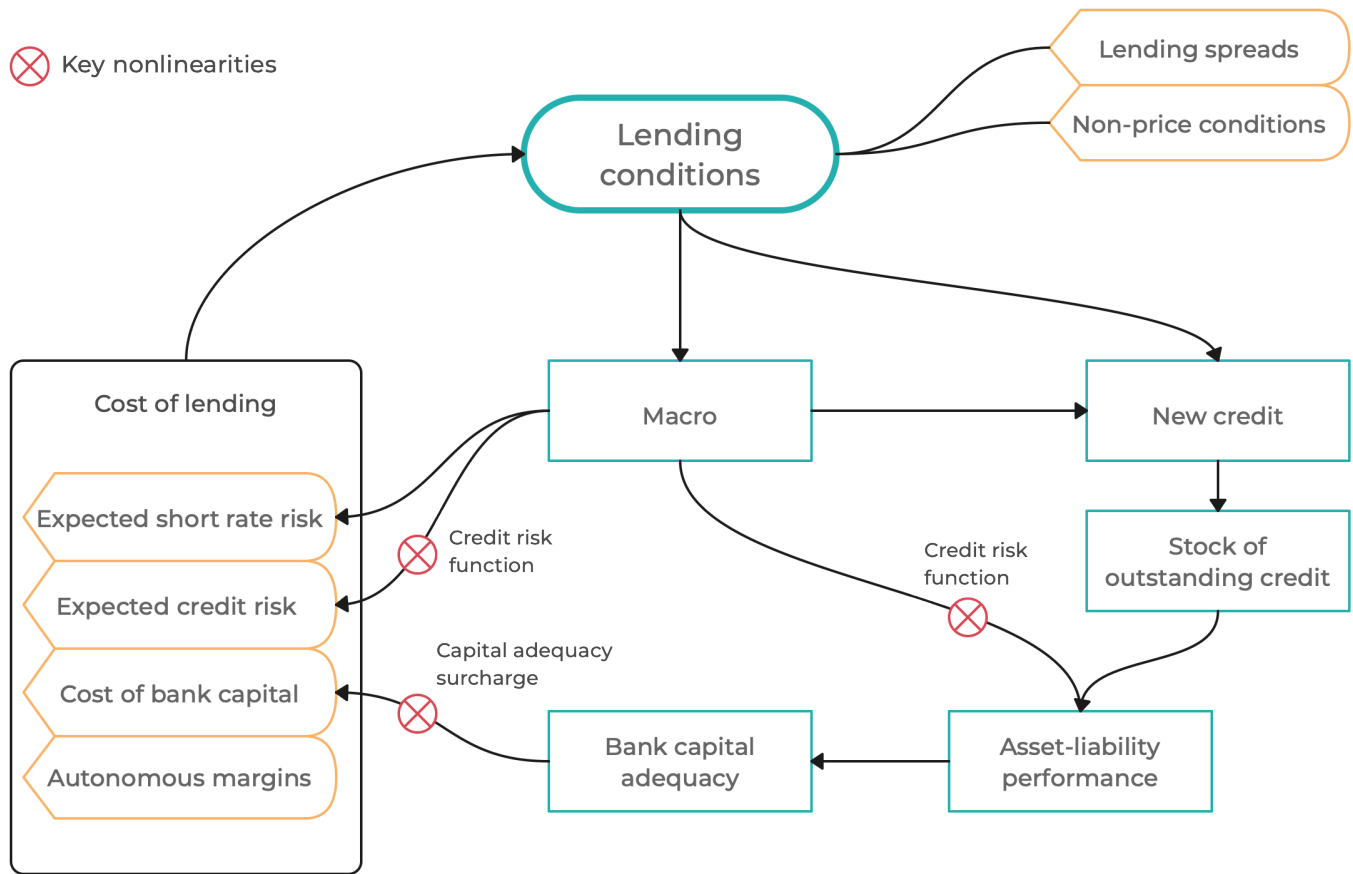 Key nonlinearities
Lending spreads
Non-price conditions
Lending
conditions
Cost of lending
Macro
New credit
Expected short rate risk
Expected credit risk
Cost of bank capital
Autonomous margins
Credit risk
function
Credit risk
function
Stock of
outstanding credit
Capital adequacy
surcharge
Bank capital
adequacy
Asset-liability
performance